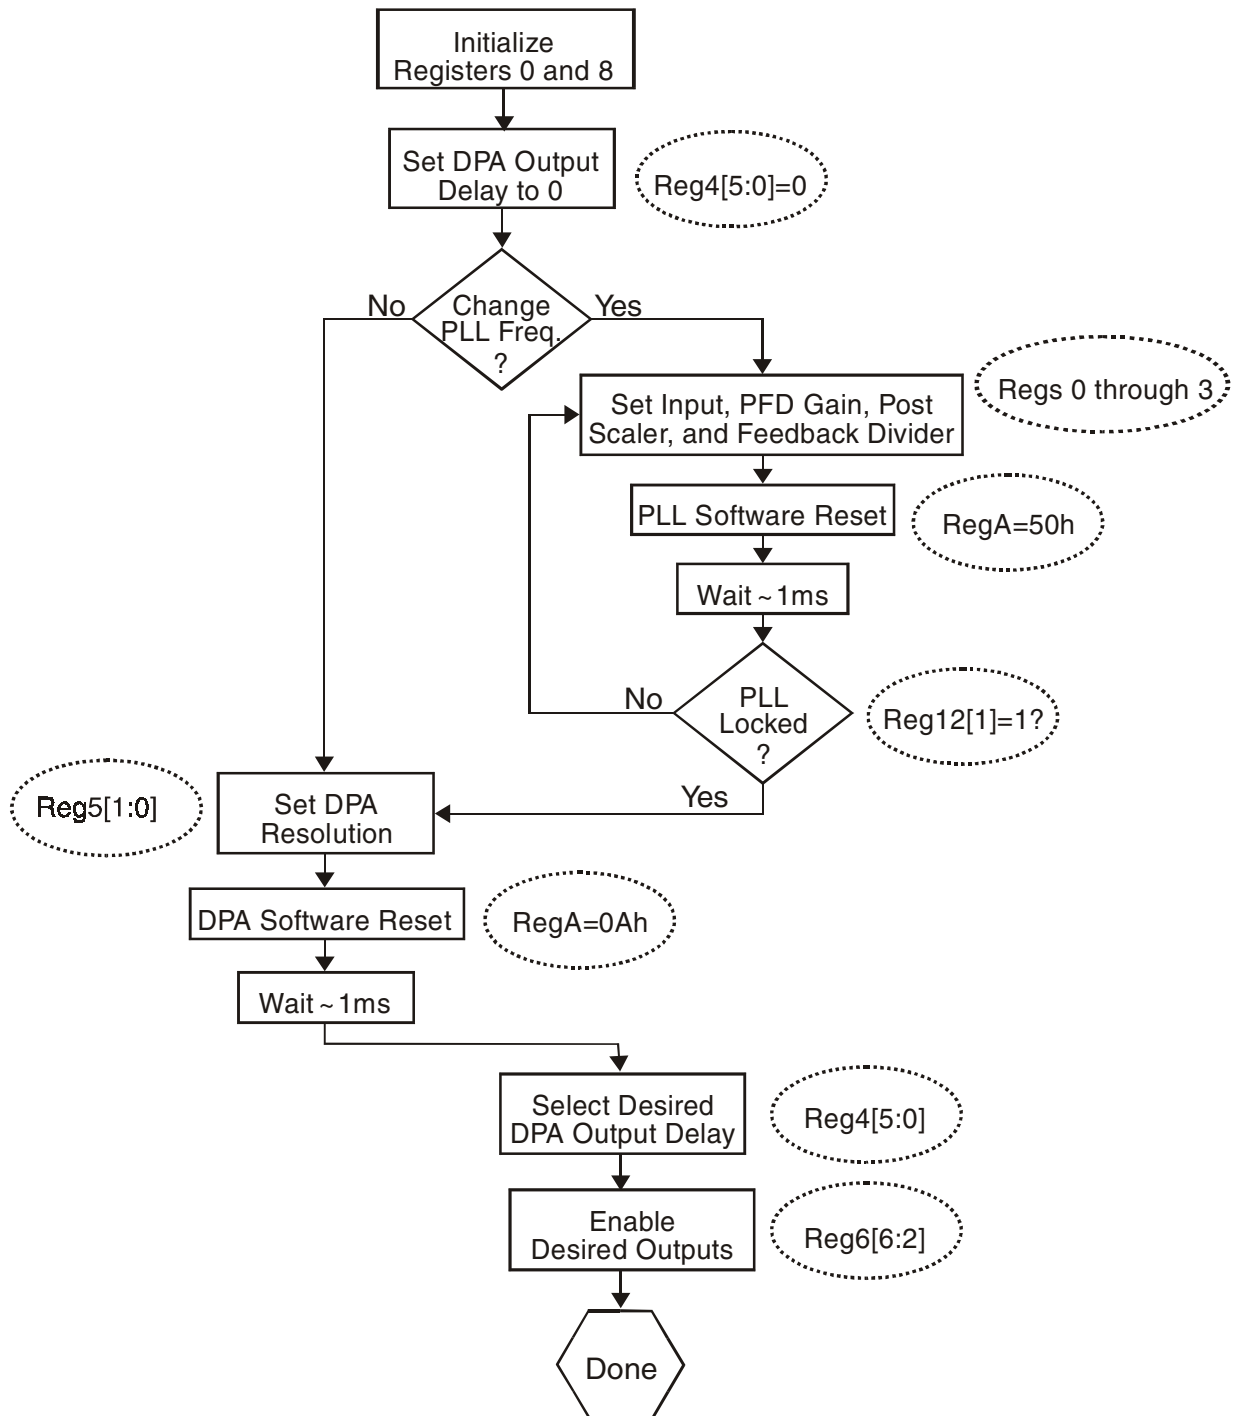 Initialize
Registers 0 and 8
Set DPA Output
Delay to 0
Reg4[5:0]=0
Change
PLL Freq.
?
No
Yes
Set Input, PFD Gain, Post
Scaler, and Feedback Divider
Regs 0 through 3
PLL Software Reset
RegA=50h
Wait ~ 1ms
PLL
Locked
?
No
Reg12[1]=1?
Yes
Set DPA
Resolution
Reg5[1:0]
DPA Software Reset
RegA=0Ah
Wait ~ 1ms
Select Desired
DPA Output Delay
Reg4[5:0]
Enable
Desired Outputs
Reg6[6:2]
Done